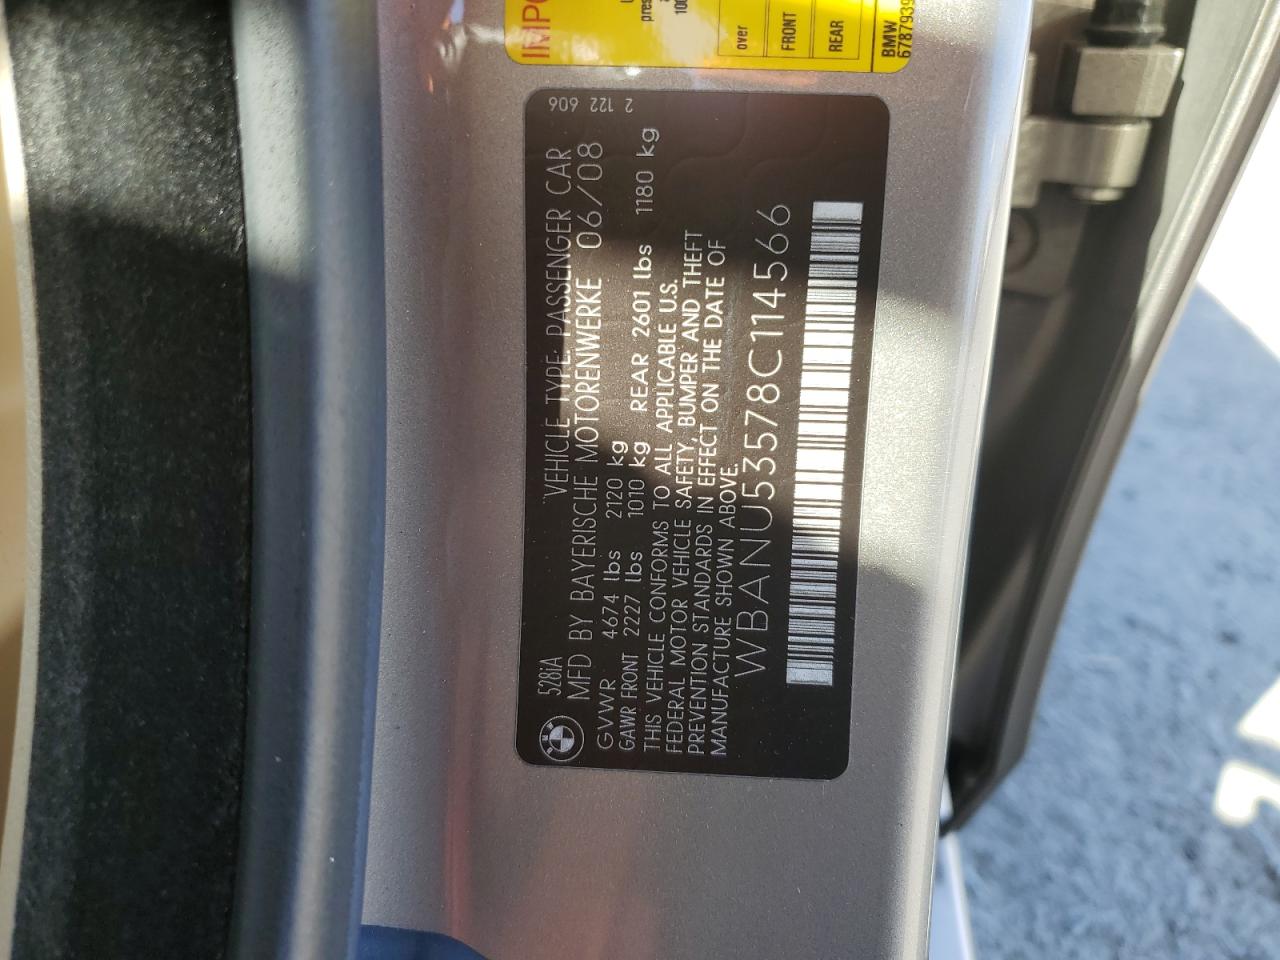 IMPO
over
FRONT
REAR
BMW
6787939
2 122 606
528iA VEHICLE TYPE: PASSENGER CAR
MFD BY BAYERISCHE MOTORENWERKE 06/08
GVWR 4674 lbs 2120 kg
GAWR FRONT 2227 lbs 1010 kg REAR 2601 lbs 1180 kg
THIS VEHICLE CONFORMS TO ALL APPLICABLE U.S.
FEDERAL MOTOR VEHICLE SAFETY, BUMPER AND THEFT
PREVENTION STANDARDS IN EFFECT ON THE DATE OF
MANUFACTURE SHOWN ABOVE.
WBANU53578C114566